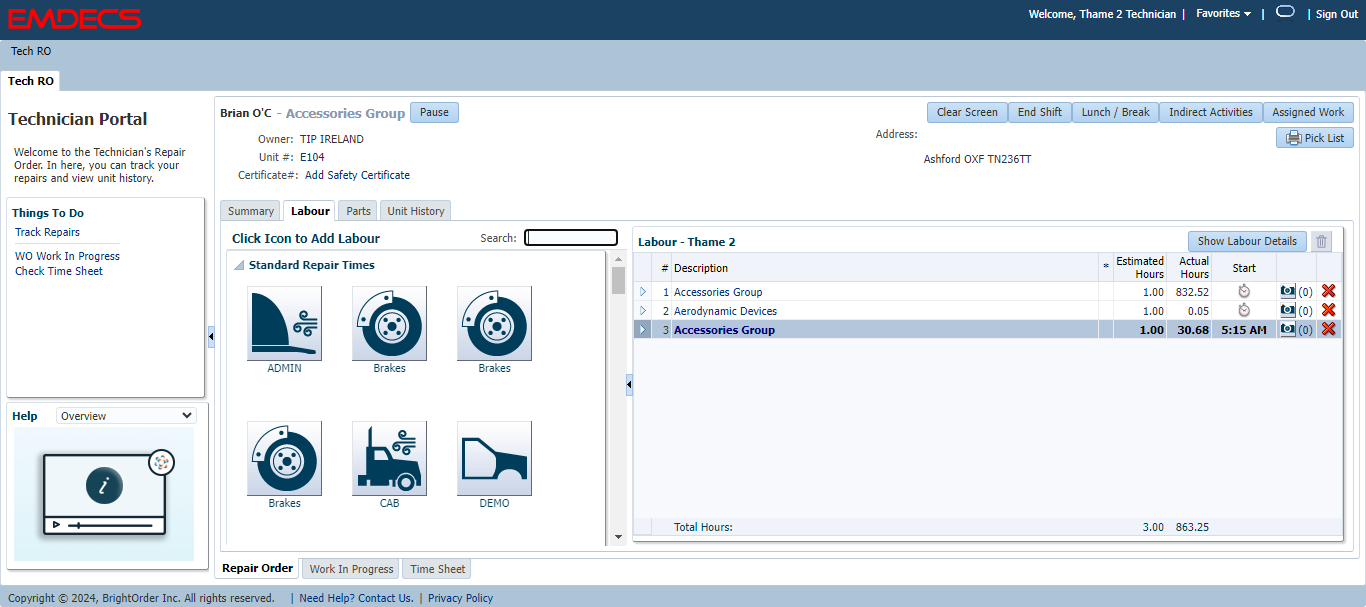 EMDECS
Welcome, Thame 2 Technician | Favorites | | Sign Out
Tech RO
Tech RO
Technician Portal
Welcome to the Technician's Repair
Order. In here, you can track your
repairs and view unit history.
Things To Do
Track Repairs
WO Work In Progress
Check Time Sheet
Help Overview
i
Brian O'C - Accessories Group Pause
Clear Screen End Shift Lunch / Break Indirect Activities Assigned Work
Owner: TIP IRELAND
Address:
Pick List
Unit #: E104
Ashford OXF TN236TT
Certificate#: Add Safety Certificate
Summary Labour Parts Unit History
Click Icon to Add Labour Search:
Standard Repair Times
ADMIN Brakes Brakes
Brakes CAB DEMO
Labour - Thame 2 Show Labour Details
# Description * Estimated Hours Actual Hours Start
1 Accessories Group 1.00 832.52 (0)
2 Aerodynamic Devices 1.00 0.05 (0)
3 Accessories Group 1.00 30.68 5:15 AM (0)
Total Hours: 3.00 863.25
Repair Order Work In Progress Time Sheet
Copyright © 2024, BrightOrder Inc. All rights reserved. | Need Help? Contact Us. | Privacy Policy